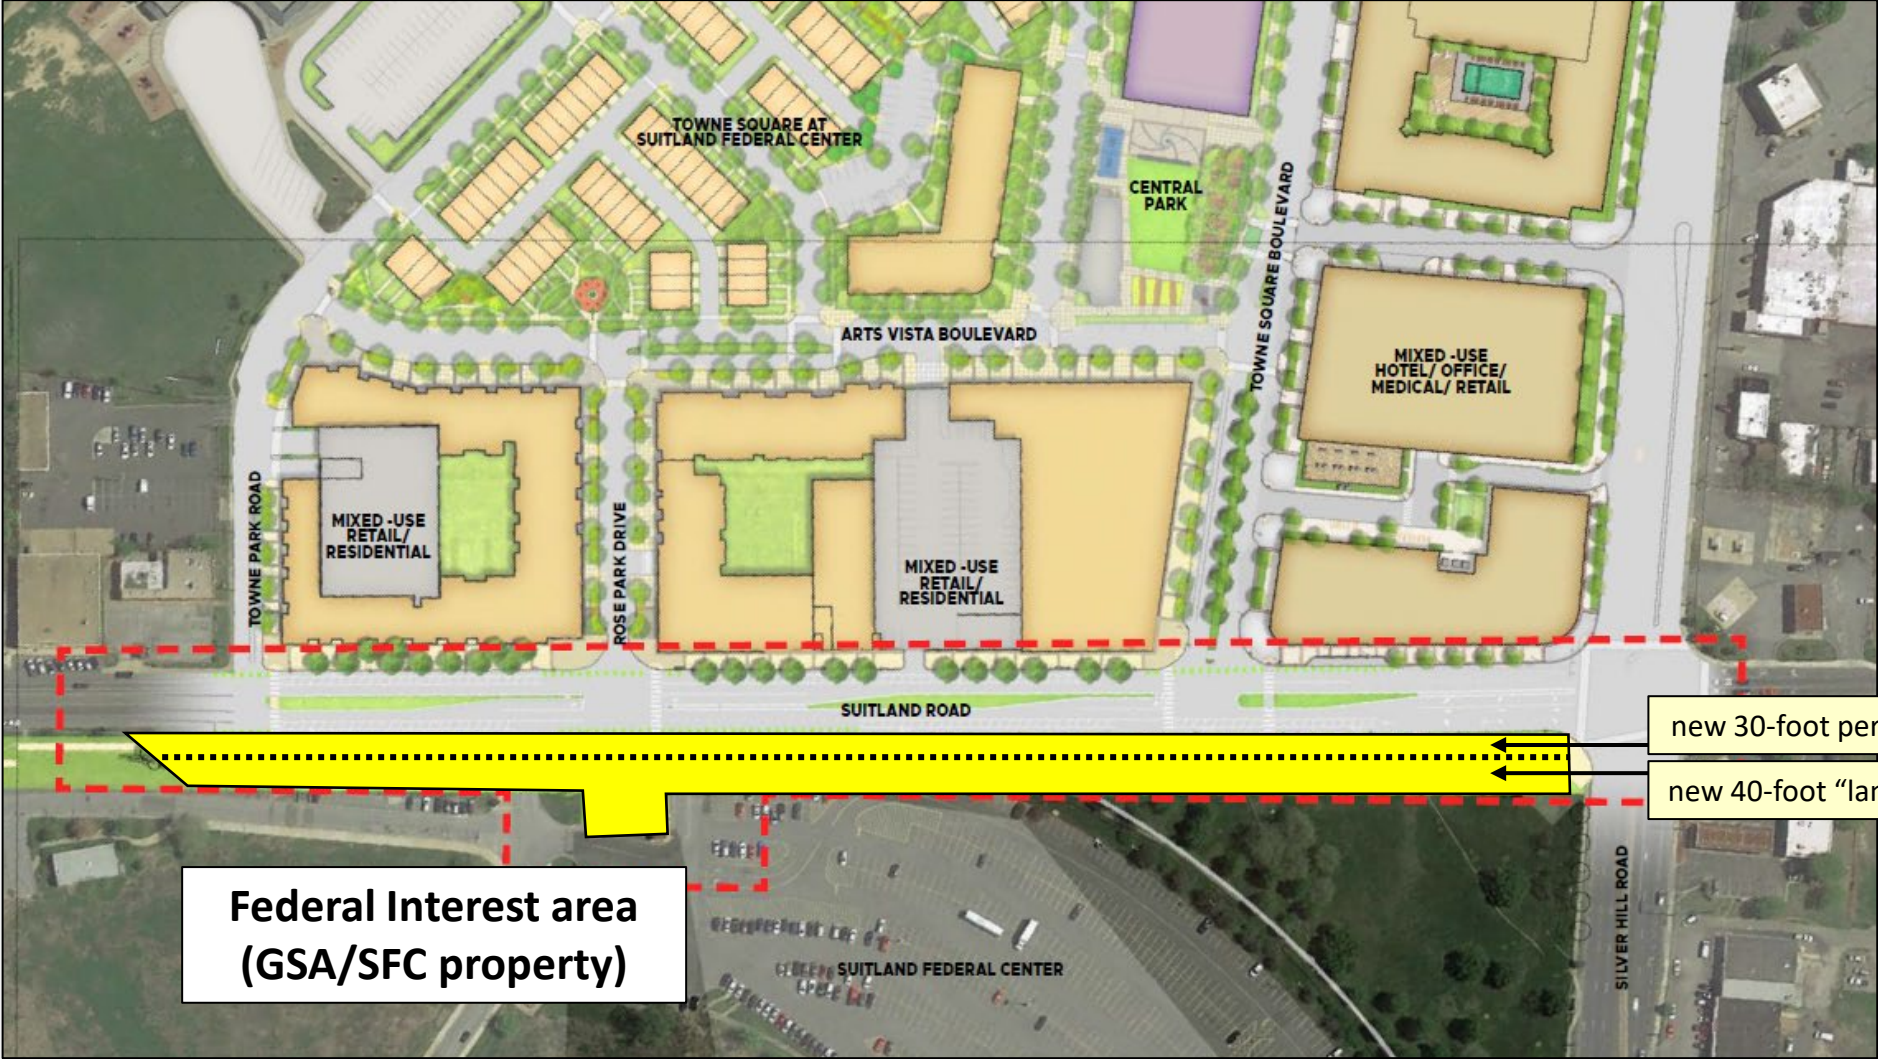 TOWNE SQUARE AT
SUITLAND FEDERAL CENTER
CENTRAL
PARK
TOWNE SQUARE BOULEVARD
ARTS VISTA BOULEVARD
MIXED -USE
HOTEL/ OFFICE/
MEDICAL/ RETAIL
TOWNE PARK ROAD
MIXED -USE
RETAIL/
RESIDENTIAL
ROSE PARK DRIVE
MIXED -USE
RETAIL/
RESIDENTIAL
SUITLAND ROAD
new 30-foot per
new 40-foot “lan
Federal Interest area
(GSA/SFC property)
SUITLAND FEDERAL CENTER
SILVER HILL ROAD